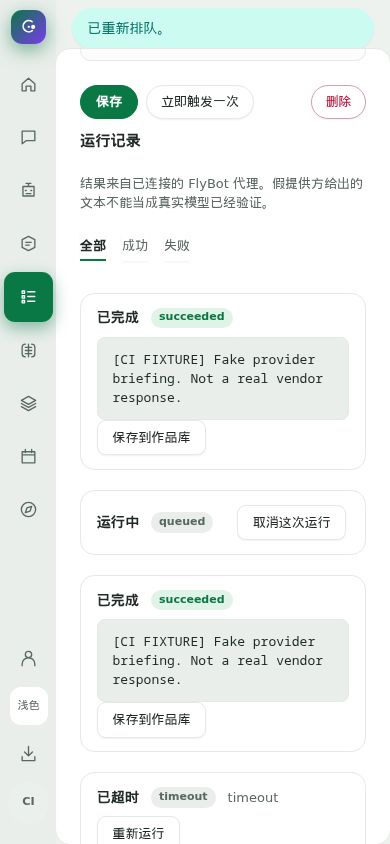 已重新排队。
保存
立即触发一次
删除
运行记录
结果来自已连接的 FlyBot 代理。假提供方给出的
文本不能当成真实模型已经验证。
全部 成功 失败
已完成 succeeded
[CI FIXTURE] Fake provider
briefing. Not a real vendor
response.
保存到作品库
运行中 queued 取消这次运行
已完成 succeeded
[CI FIXTURE] Fake provider
briefing. Not a real vendor
response.
保存到作品库
已超时 timeout timeout
重新运行
浅色
CI